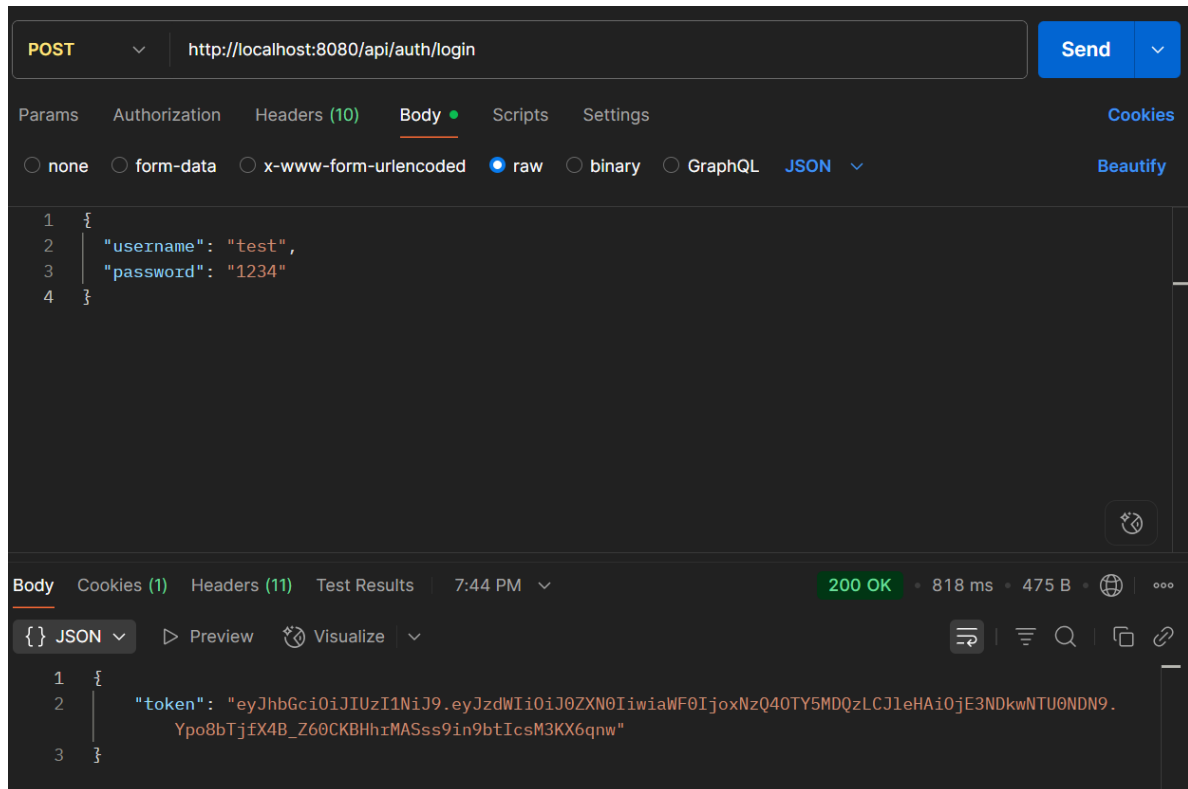 POST http://localhost:8080/api/auth/login Send
Params Authorization Headers (10) Body Scripts Settings Cookies
none form-data x-www-form-urlencoded raw binary GraphQL JSON Beautify
1 {
2 "username": "test",
3 "password": "1234"
4 }
Body Cookies (1) Headers (11) Test Results 7:44 PM 200 OK 818 ms 475 B
{} JSON Preview Visualize
1 {
2 "token": "eyJhbGciOiJIUzI1NiJ9.eyJzdWIiOiJ0ZXN0IiwiaWF0IjoxNzQ4OTY5MDQzLCJleHAiOjE3NDkwNTU0NDN9.
Ypo8bTjfX4B_Z60CKBHhrMASss9in9btIcsM3KX6qnw"
3 }